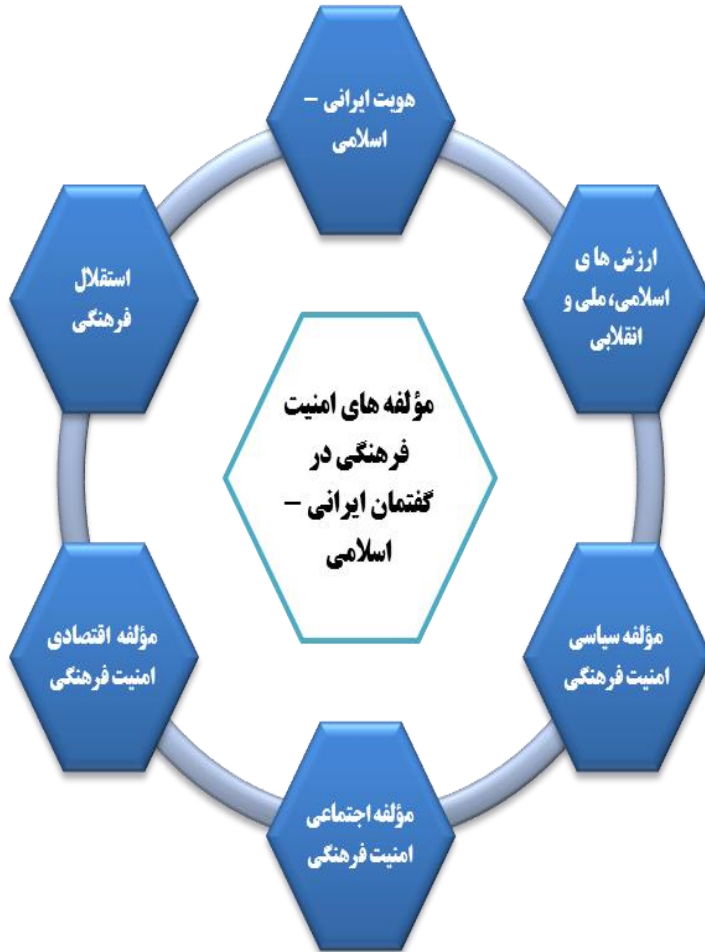 هویت ایرانی –
اسلامی
ارزش ها ی
اسلامی، ملی و
انقلابی
مؤلفه سیاسی
امنیت فرهنگی
مؤلفه اجتماعی
امنیت فرهنگی
مؤلفه اقتصادی
امنیت فرهنگی
استقلال
فرهنگی
مؤلفه های امنیت
فرهنگی در
گفتمان ایرانی –
اسلامی